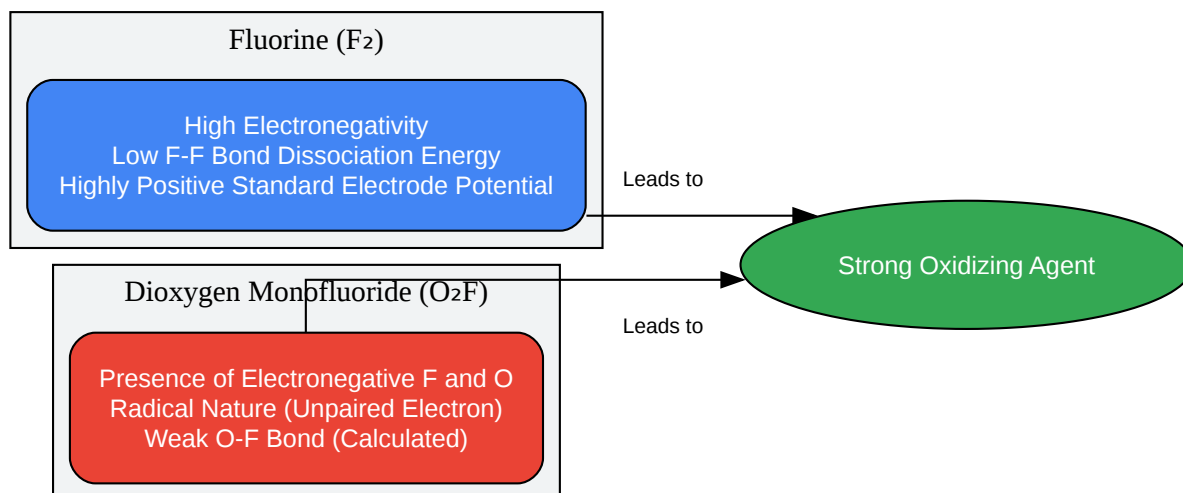 Fluorine (F₂)
High Electronegativity
Low F-F Bond Dissociation Energy
Highly Positive Standard Electrode Potential
Leads to
Strong Oxidizing Agent
Dioxygen Monofluoride (O₂F)
Leads to
Presence of Electronegative F and O
Radical Nature (Unpaired Electron)
Weak O-F Bond (Calculated)